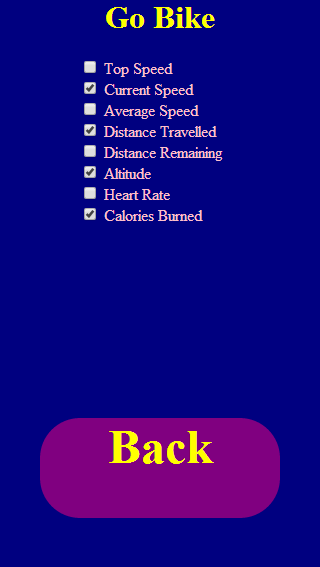 Go Bike
Top Speed
Current Speed
Average Speed
Distance Travelled
Distance Remaining
Altitude
Heart Rate
Calories Burned
Back